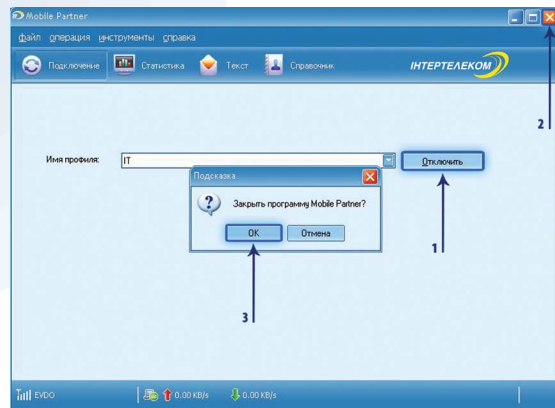 Mobile Partner
файл операция инструменты справка
Подключение Статистика Текст Справочник ІНТЕРТЕЛЕКОМ
2
Имя профиля: IT Отключить
Подсказка
Закрыть программу Mobile Partner?
OK Отмена
1
3
EVDO 0.00 KB/s 0.00 KB/s